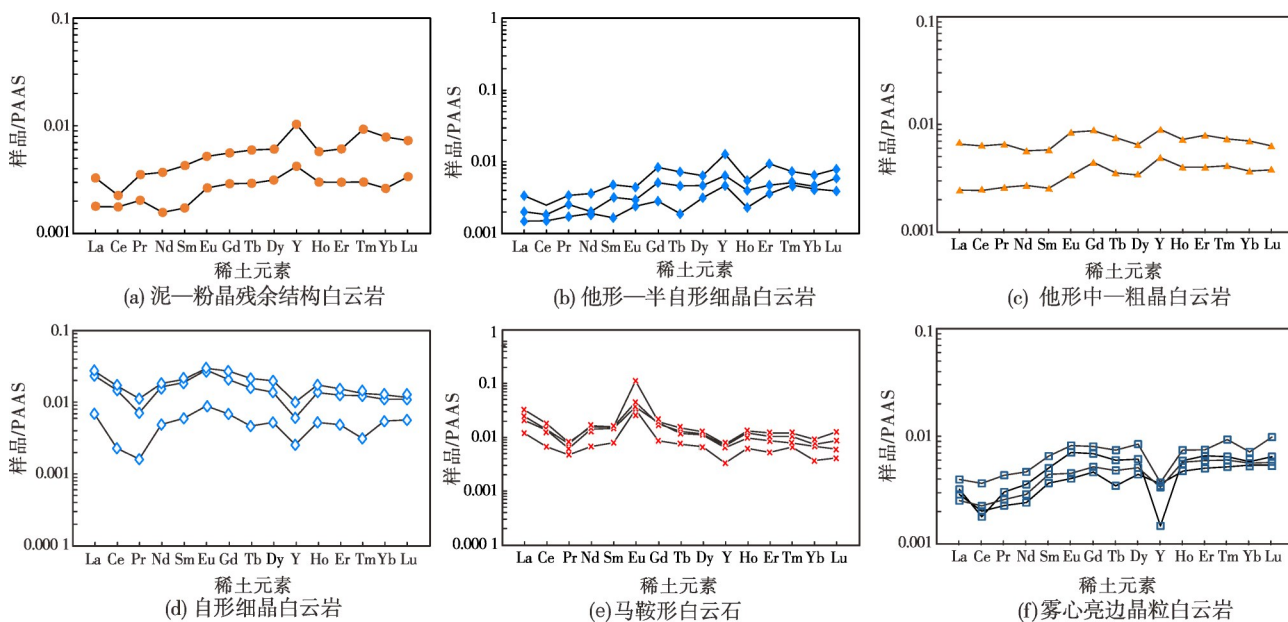 0.1
0.01
0.001
样品/PAAS
La Ce Pr Nd Sm Eu Gd Tb Dy Y Ho Er Tm Yb Lu
稀土元素
(a) 泥—粉晶残余结构白云岩
1
0.1
0.01
0.001
样品/PAAS
La Ce Pr Nd Sm Eu Gd Tb Dy Y Ho Er Tm Yb Lu
稀土元素
(b) 他形—半自形细晶白云岩
0.1
0.01
0.001
样品/PAAS
La Ce Pr Nd Sm Eu Gd Tb Dy Y Ho Er Tm Yb Lu
稀土元素
(c) 他形中—粗晶白云岩
0.1
0.01
0.001
0.000 1
样品/PAAS
La Ce Pr Nd Sm Eu Gd Tb Dy Y Ho Er Tm Yb Lu
稀土元素
(d) 自形细晶白云岩
1
0.1
0.01
0.001
0.000 1
样品/PAAS
La Ce Pr Nd Sm Eu Gd Tb Dy Y Ho Er Tm Yb Lu
稀土元素
(e) 马鞍形白云石
0.01
0.001
样品/PAAS
La Ce Pr Nd Sm Eu Gd Tb Dy Y Ho Er Tm Yb Lu
稀土元素
(f) 雾心亮边晶粒白云岩